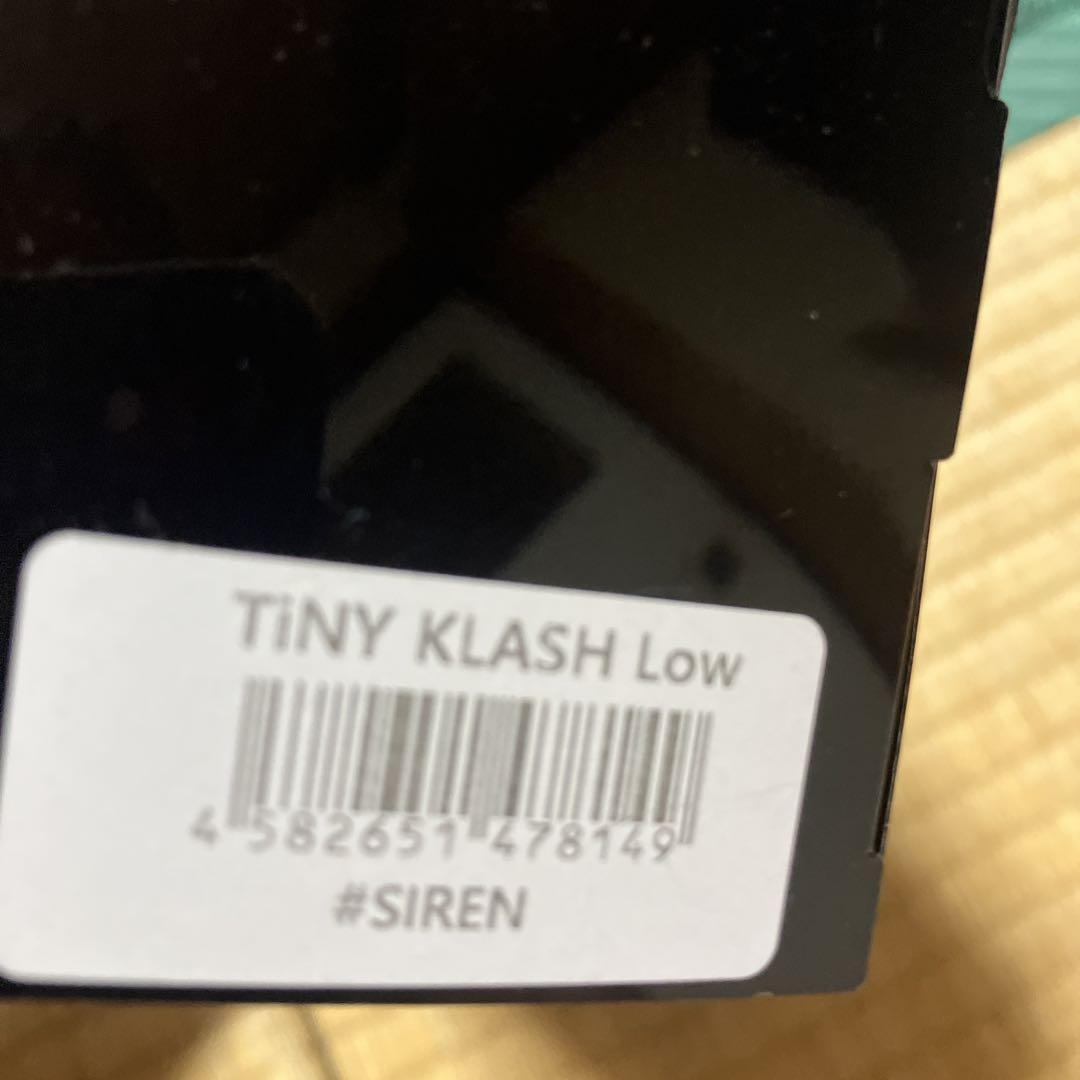 TiNY KLASH Low
4 582651 478149
#SIREN